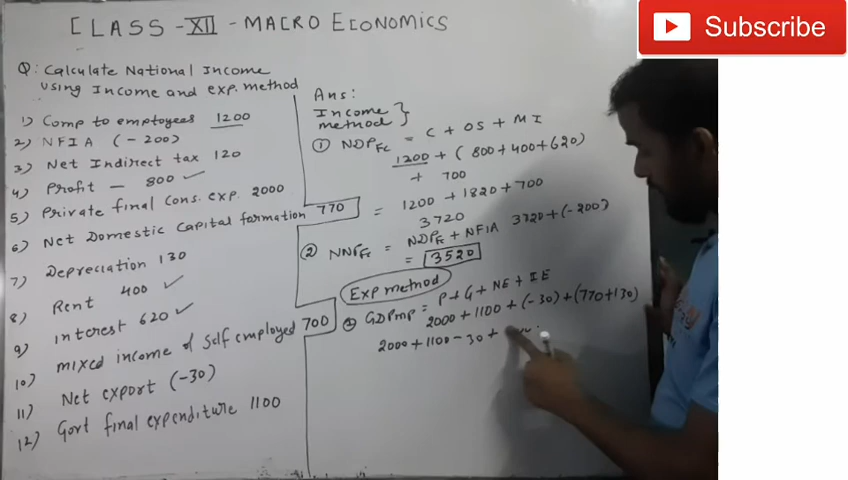 CLASS - XII - MACRO ECONOMICS
Subscribe
Q: Calculate National Income
using Income and exp. method
1) Comp to employees 1200
2) NFIA (-200)
3) Net Indirect tax 120
4) Profit - 800 ✓
5) Private final Cons. exp. 2000
6) Net Domestic Capital formation 770
7) Depreciation 130
8) Rent 400 ✓
9) interest 620 ✓
10) mixed income of self employed 700
11) Net export (-30)
12) Govt final expenditure 1100
Ans:
Income
method }
① NDPFC = C + OS + MI
1200 + (800+400+620)
+ 700
= 1200 + 1820 + 700
3720
② NNPFC = NDPFC + NFIA 3720+(-200)
= 3520
Exp method
GDPMP = P + G + NE + IE
2000 + 1100 + (-30) + (770+130)
2000 + 1100 - 30 +